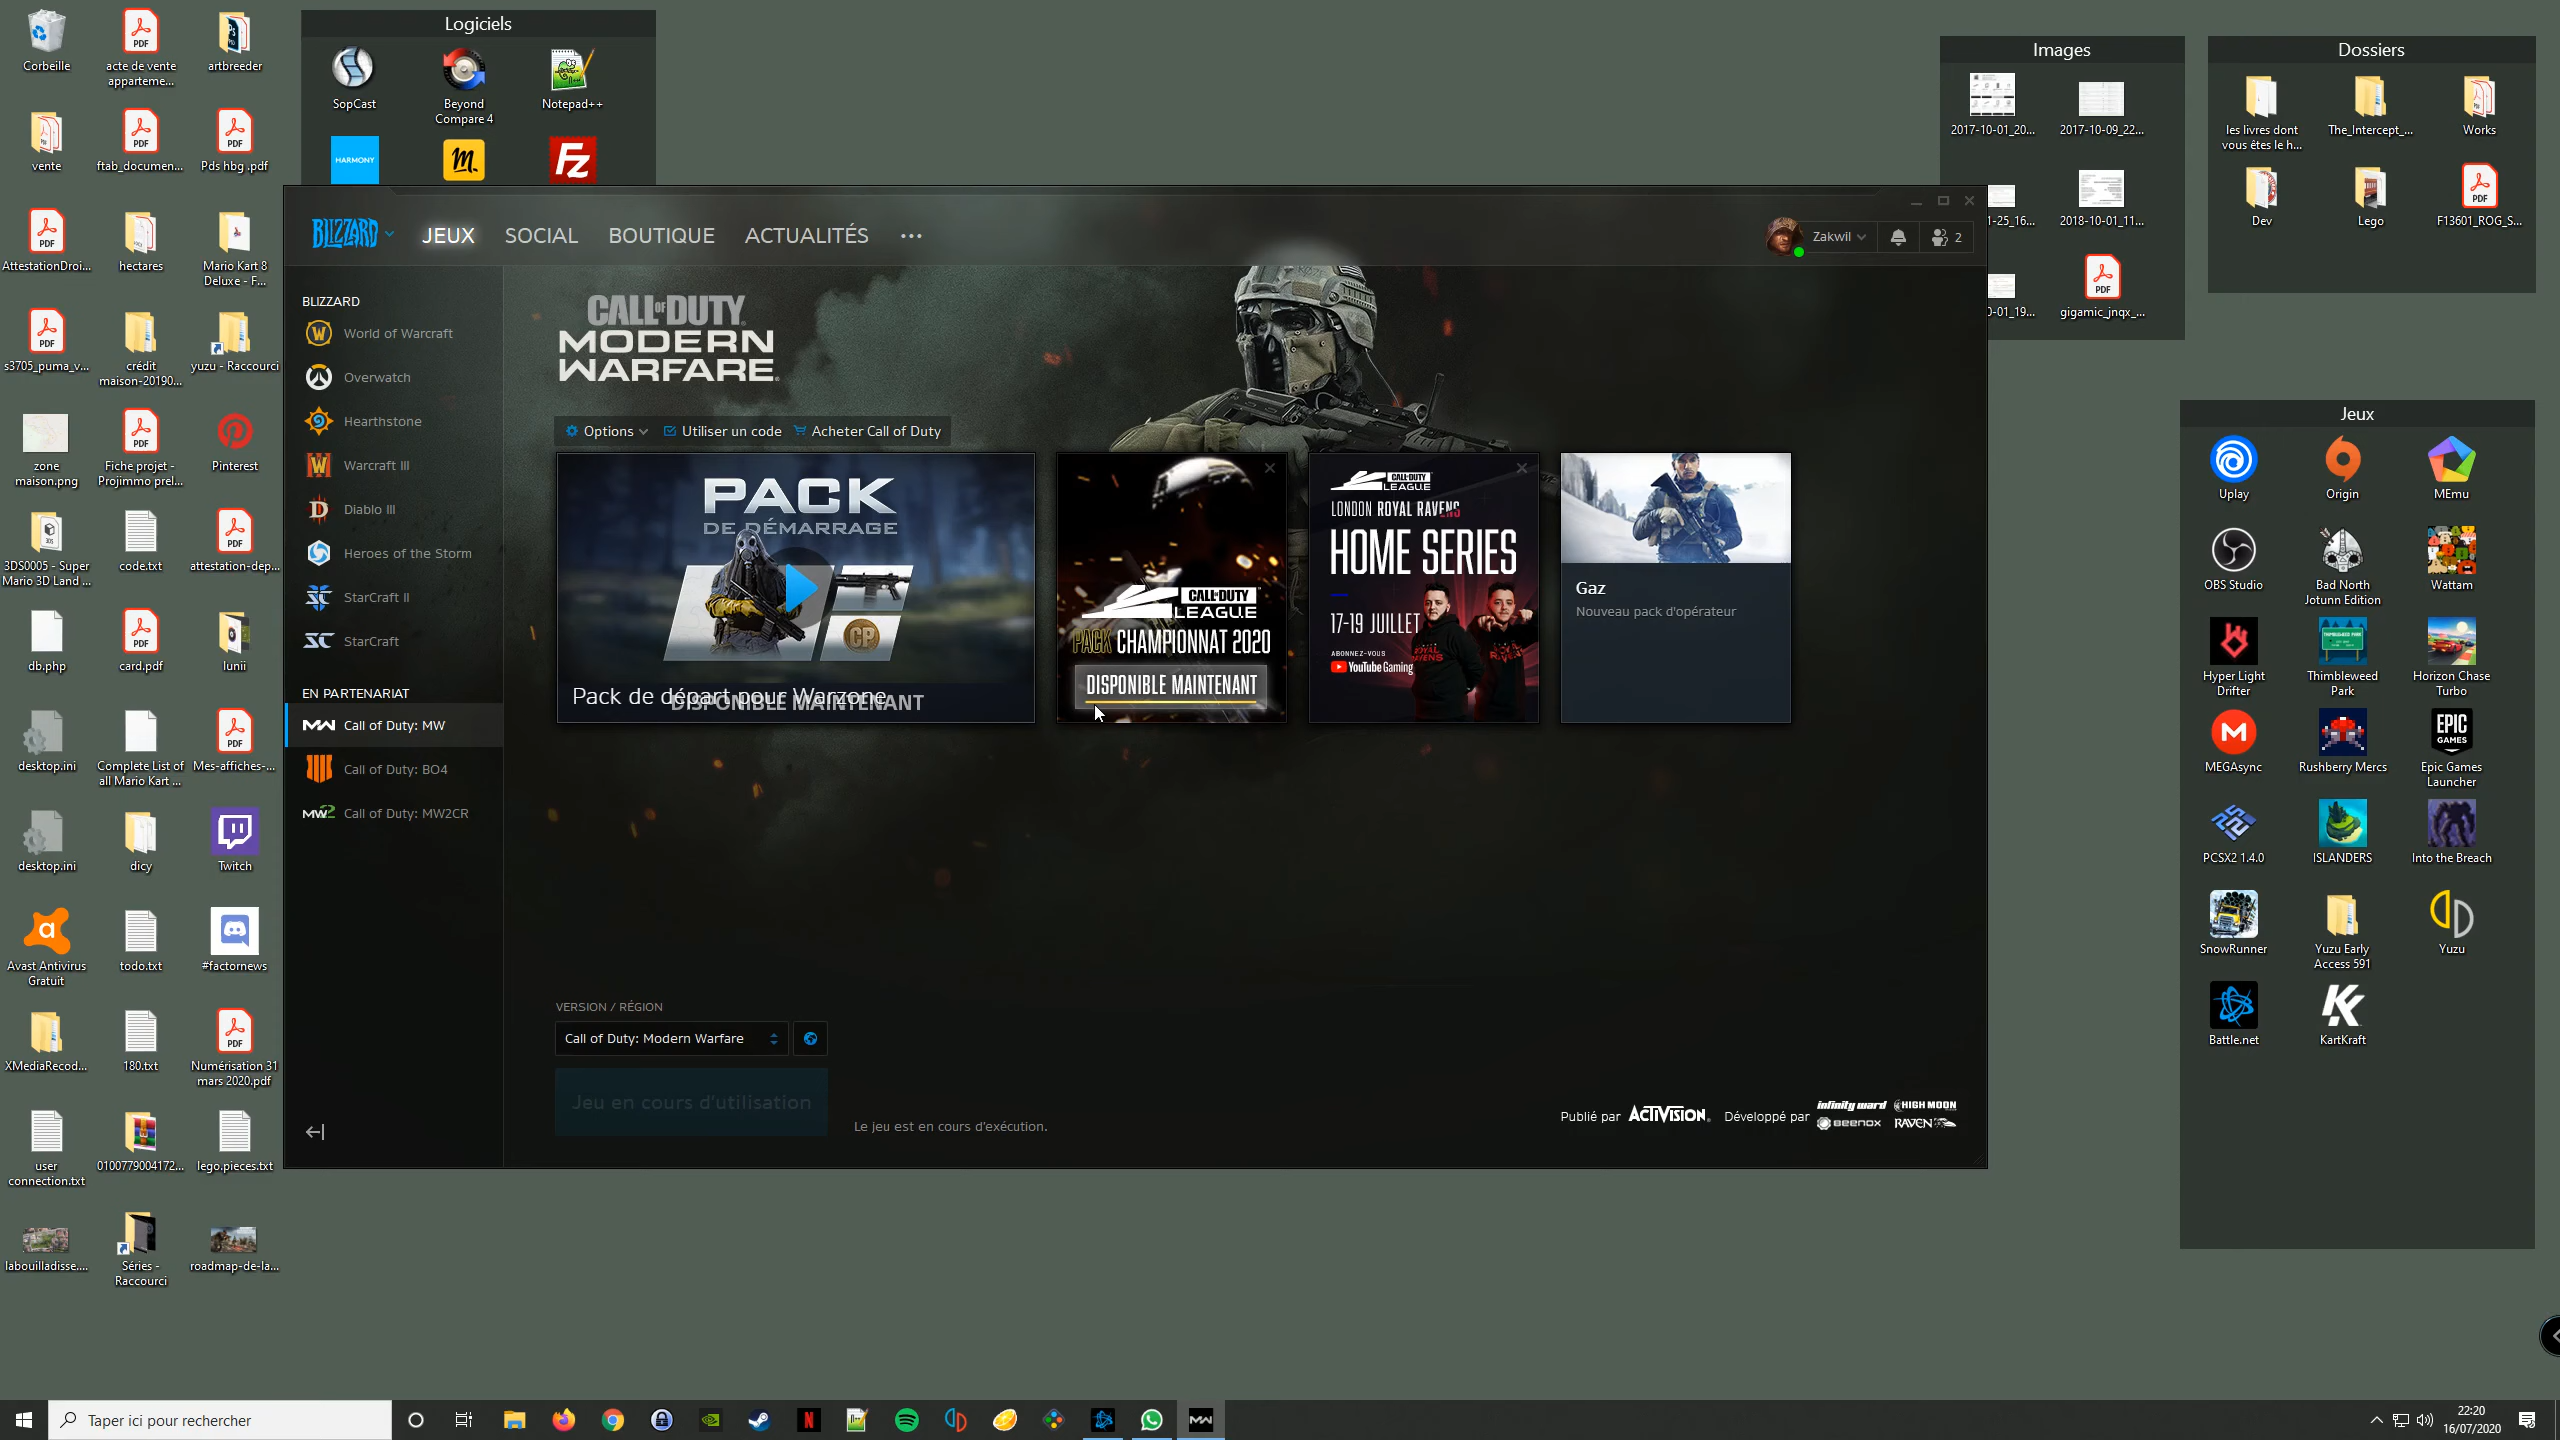 Corbeille
acte de vente
apparteme...
artbreeder
vente
ftab_documen...
Pds hbg .pdf
AttestationDroi...
hectares
Mario Kart 8
Deluxe - F...
s3705_puma_v...
crédit
maison-20190...
yuzu - Raccourci
zone
maison.png
Fiche projet -
Projimmo prel...
Pinterest
3DS0005 - Super
Mario 3D Land ...
code.txt
attestation-dep...
db.php
card.pdf
lunii
desktop.ini
Complete List of
all Mario Kart ...
Mes-affiches-...
desktop.ini
dicy
Twitch
Avast Antivirus
Gratuit
todo.txt
#factornews
XMediaRecod...
180.txt
Numérisation 31
mars 2020.pdf
user
connection.txt
0100779004172...
lego.pieces.txt
labouilladisse....
Séries -
Raccourci
roadmap-de-la...
Logiciels
SopCast
Beyond
Compare 4
Notepad++
HARMONY
m.
FZ
BLIZZARD
JEUX
SOCIAL
BOUTIQUE
ACTUALITÉS
Zakwil
2
BLIZZARD
World of Warcraft
Overwatch
Hearthstone
Warcraft III
Diablo III
Heroes of the Storm
StarCraft II
StarCraft
EN PARTENARIAT
Call of Duty: MW
Call of Duty: BO4
Call of Duty: MW2CR
CALL OF DUTY
MODERN
WARFARE
Options
Utiliser un code
Acheter Call of Duty
PACK
DE DÉMARRAGE
CP
DISPONIBLE MAINTENANT
Pack de départ pour Warzone
CALL OF DUTY
LEAGUE
PACK CHAMPIONNAT 2020
DISPONIBLE MAINTENANT
CALL OF DUTY
LEAGUE
LONDON ROYAL RAVENS
HOME SERIES
17-19 JUILLET
ABONNEZ-VOUS
YouTube Gaming
Gaz
Nouveau pack d'opérateur
VERSION / RÉGION
Call of Duty: Modern Warfare
Jeu en cours d'utilisation
Le jeu est en cours d'exécution.
Publié par ACTIVISION. Développé par
infinity ward
HIGH MOON
BEENOX
RAVEN
Images
2017-10-01_20...
2017-10-09_22...
1-25_16...
2018-10-01_11...
0-01_19...
gigamic_jnqx_...
Dossiers
les livres dont
vous êtes le h...
The_Intercept_...
Works
Dev
Lego
F13601_ROG_S...
Jeux
Uplay
Origin
MEmu
OBS Studio
Bad North
Jotunn Edition
Wattam
Hyper Light
Drifter
Thimbleweed
Park
Horizon Chase
Turbo
MEGAsync
Rushberry Mercs
Epic Games
Launcher
PCSX2 1.4.0
ISLANDERS
Into the Breach
SnowRunner
Yuzu Early
Access 591
Yuzu
Battle.net
KartKraft
Taper ici pour rechercher
22:20
16/07/2020